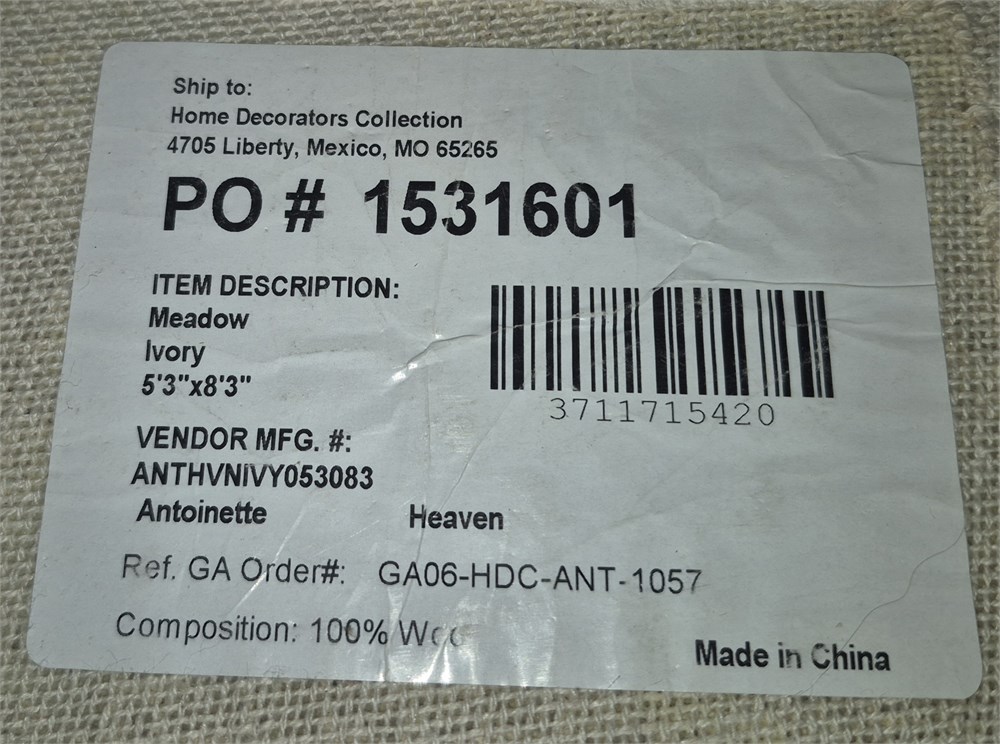 Ship to:
Home Decorators Collection
4705 Liberty, Mexico, MO 65265
PO # 1531601
ITEM DESCRIPTION:
Meadow
Ivory
5'3"x8'3"
3711715420
VENDOR MFG. #:
ANTHVNIVY053083
Antoinette Heaven
Ref. GA Order#: GA06-HDC-ANT-1057
Composition: 100%
Made in China